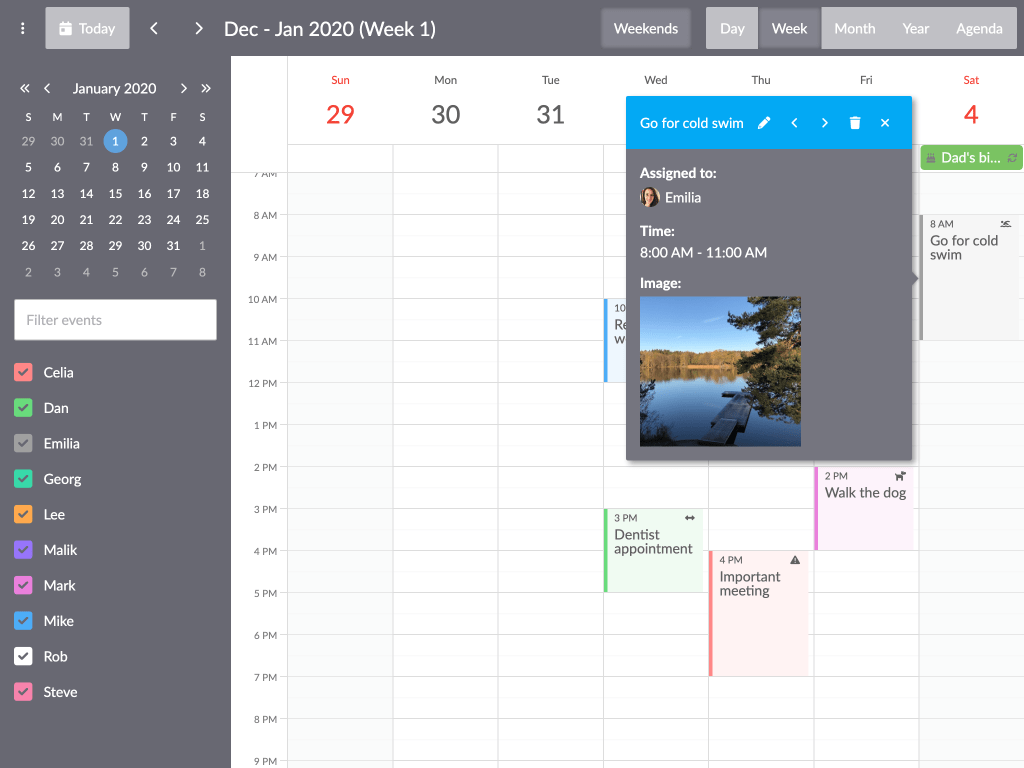 Today
Dec - Jan 2020 (Week 1)
Weekends
Day
Week
Month
Year
Agenda
January 2020
S M T W T F S
29 30 31 1 2 3 4
5 6 7 8 9 10 11
12 13 14 15 16 17 18
19 20 21 22 23 24 25
26 27 28 29 30 31 1
2 3 4 5 6 7 8
Filter events
Celia
Dan
Emilia
Georg
Lee
Malik
Mark
Mike
Rob
Steve
Sun Mon Tue Wed Thu Fri Sat
29 30 31 4
Dad's bi...
7 AM
8 AM
9 AM
10 AM
11 AM
12 PM
1 PM
2 PM
3 PM
4 PM
5 PM
6 PM
7 PM
8 PM
9 PM
Go for cold swim
Assigned to:
Emilia
Time:
8:00 AM - 11:00 AM
Image:
8 AM
Go for cold
swim
10
2 PM
Walk the dog
3 PM
Dentist
appointment
4 PM
Important
meeting